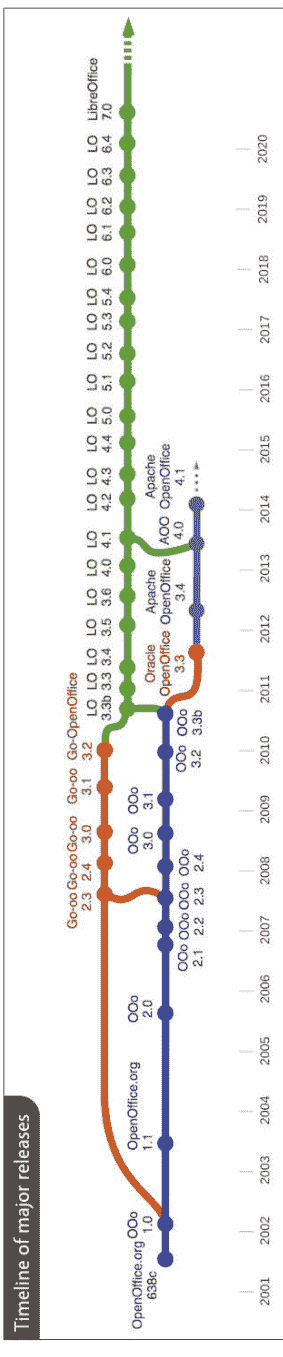 Timeline of major releases
Go-oo Go-oo Go-oo Go-oo Go-OpenOffice
2.3 2.4 3.0 3.1 3.2
LO LO LO LO LO LO LO LO LO LO LO LO LO LO LO LO LO LO LibreOffice
3.3b 3.3 3.4 3.5 3.6 4.0 4.1 4.2 4.3 4.4 5.0 5.1 5.2 5.3 5.4 6.0 6.1 6.2 6.3 6.4 7.0
OpenOffice.org
638c
OOo
1.0
OpenOffice.org
1.1
OOo
2.0
OOo OOo OOo OOo
2.1 2.2 2.3 2.4
OOo
3.0
OOo
3.1
OOo
3.2
OOo
3.3b
Oracle
OpenOffice
3.3
Apache
OpenOffice
3.4
AOO
4.0
Apache
OpenOffice
4.1
2001 2002 2003 2004 2005 2006 2007 2008 2009 2010 2011 2012 2013 2014 2015 2016 2017 2018 2019 2020